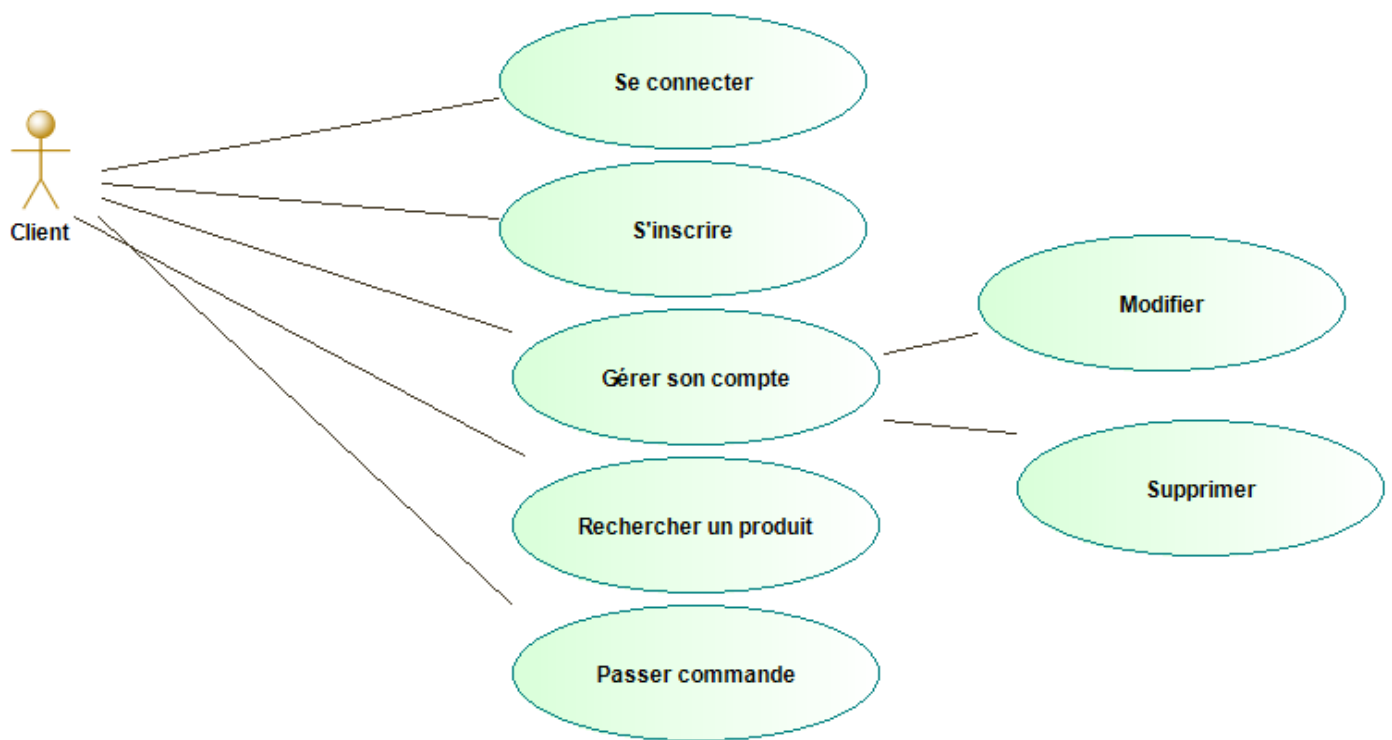 Se connecter
Client
S'inscrire
Modifier
Gérer son compte
Supprimer
Rechercher un produit
Passer commande